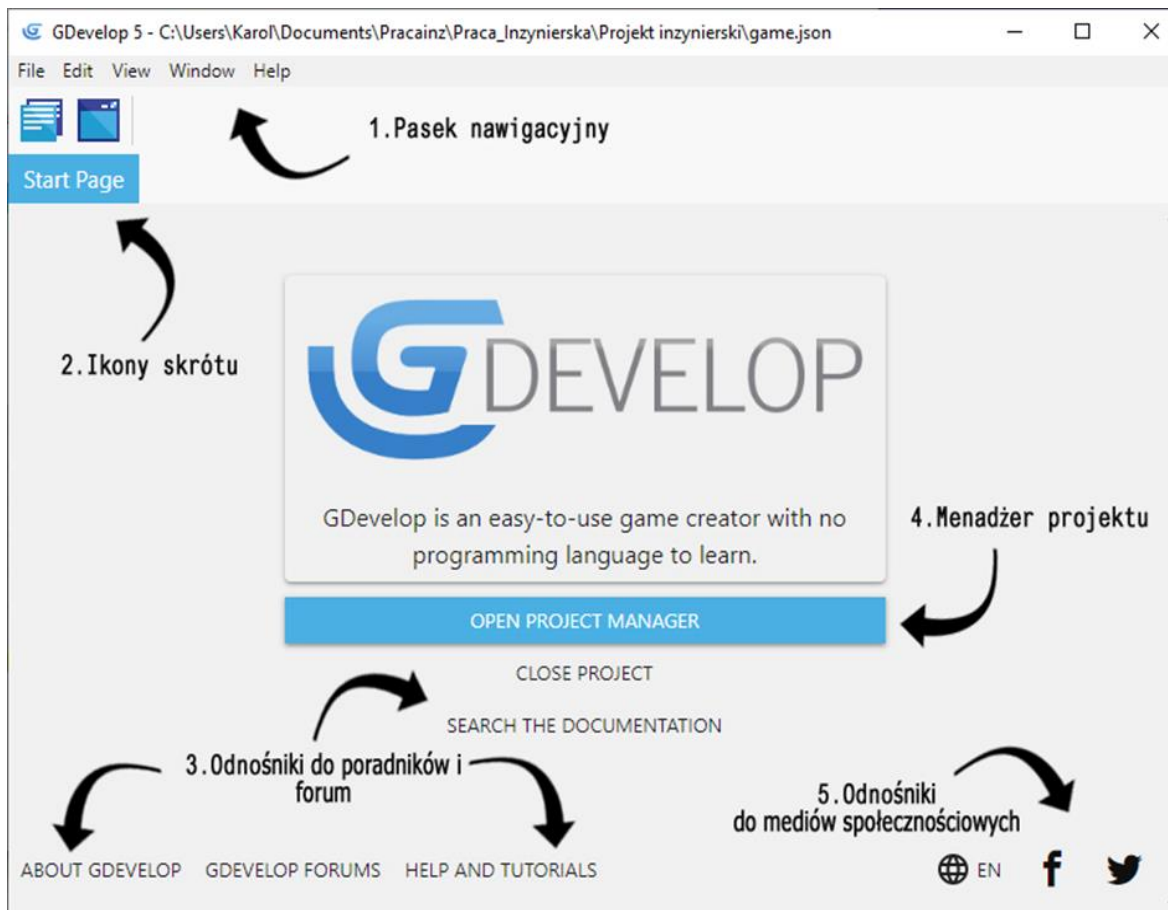 GDevelop 5 - C:\Users\Karol\Documents\Pracainz\Praca_Inzynierska\Projekt inzynierski\game.json
File Edit View Window Help
1.Pasek nawigacyjny
Start Page
2.Ikony skrótu
GDEVELOP
GDevelop is an easy-to-use game creator with no
programming language to learn.
4.Menadżer projektu
OPEN PROJECT MANAGER
CLOSE PROJECT
SEARCH THE DOCUMENTATION
3.Odnośniki do poradników i
forum
5.Odnośniki
do mediów społecznościowych
ABOUT GDEVELOP GDEVELOP FORUMS HELP AND TUTORIALS EN